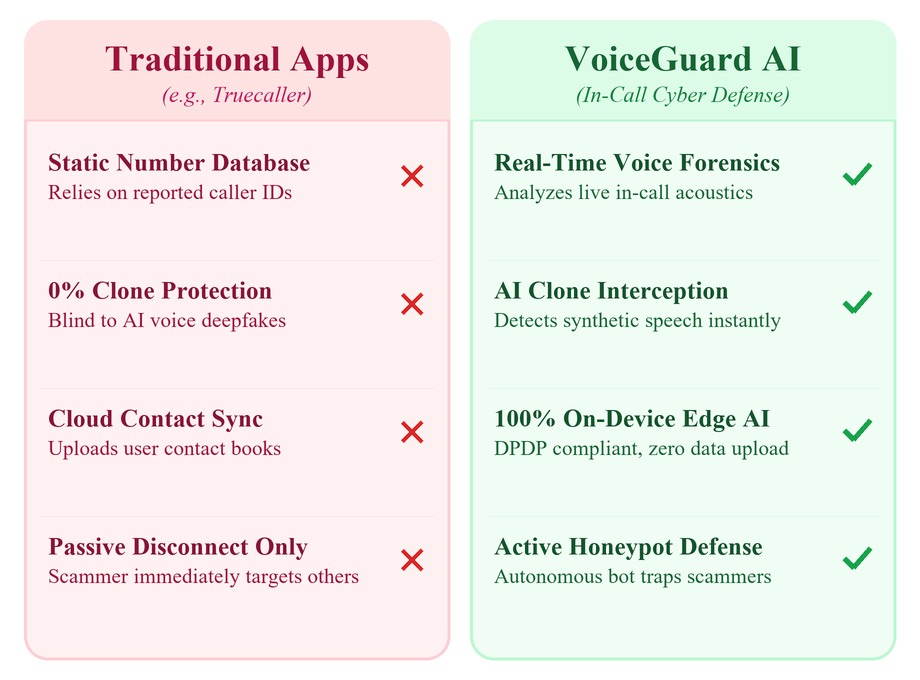 Traditional Apps
(e.g., Truecaller)
Static Number Database
Relies on reported caller IDs
0% Clone Protection
Blind to AI voice deepfakes
Cloud Contact Sync
Uploads user contact books
Passive Disconnect Only
Scammer immediately targets others
VoiceGuard AI
(In-Call Cyber Defense)
Real-Time Voice Forensics
Analyzes live in-call acoustics
AI Clone Interception
Detects synthetic speech instantly
100% On-Device Edge AI
DPDP compliant, zero data upload
Active Honeypot Defense
Autonomous bot traps scammers